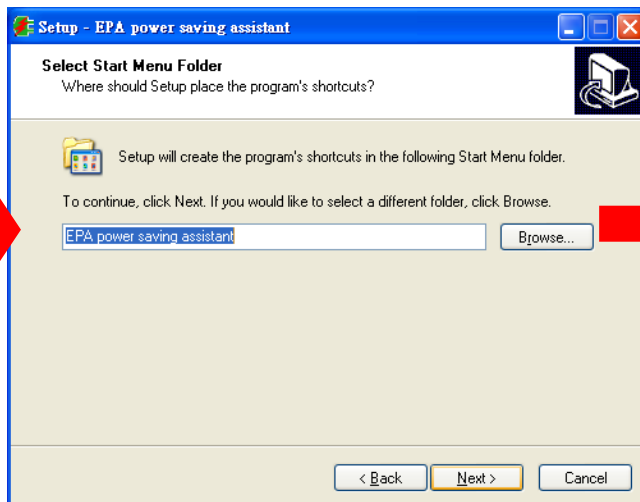 Setup - EPA power saving assistant
Select Start Menu Folder
Where should Setup place the program's shortcuts?
Setup will create the program's shortcuts in the following Start Menu folder.
To continue, click Next. If you would like to select a different folder, click Browse.
EPA power saving assistant
Browse...
< Back
Next >
Cancel